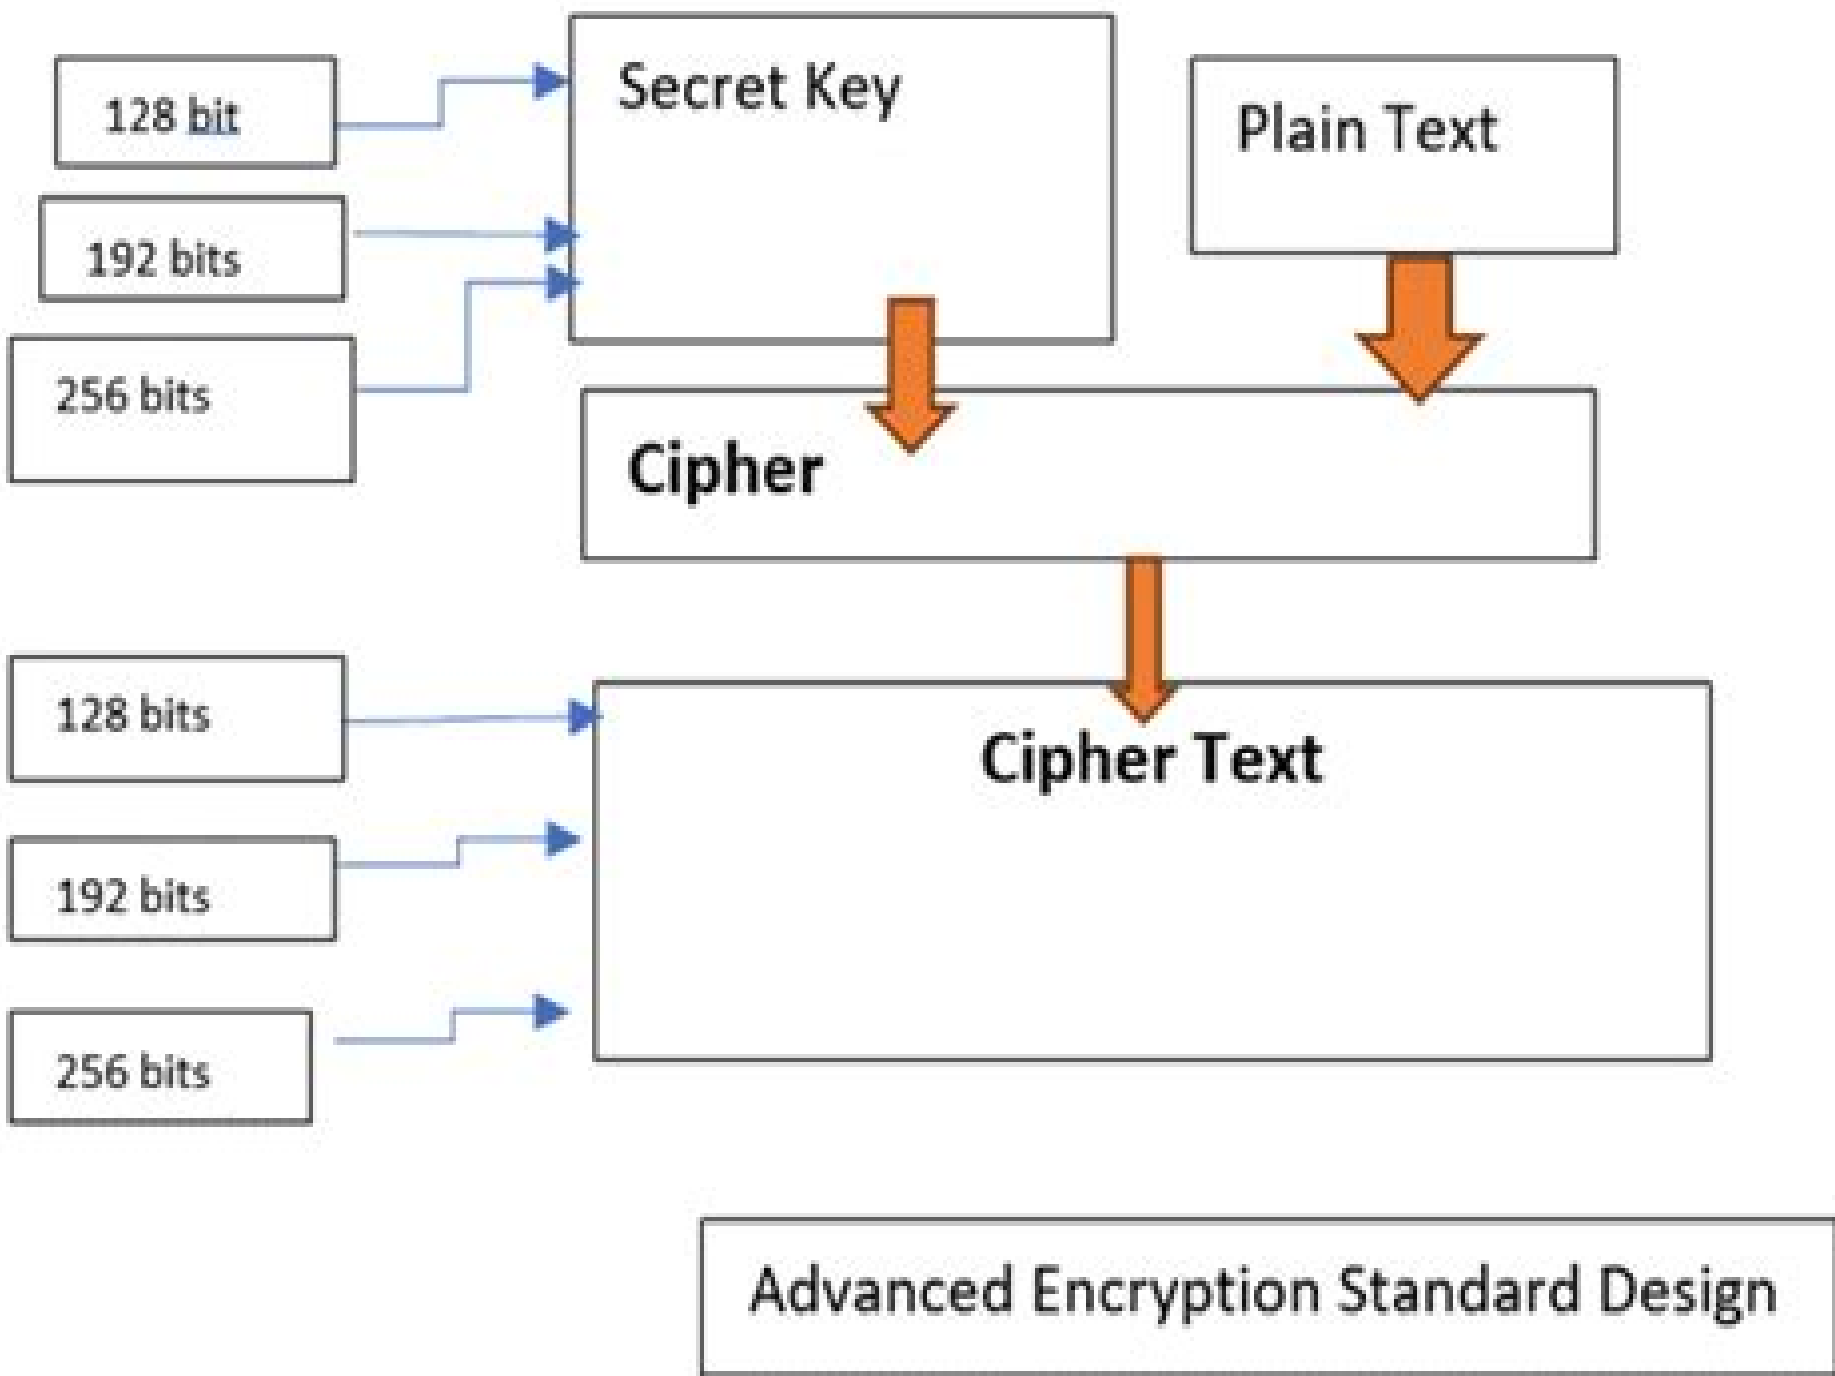 128 bit
Secret Key
Plain Text
192 bits
256 bits
Cipher
128 bits
Cipher Text
192 bits
256 bits
Advanced Encryption Standard Design